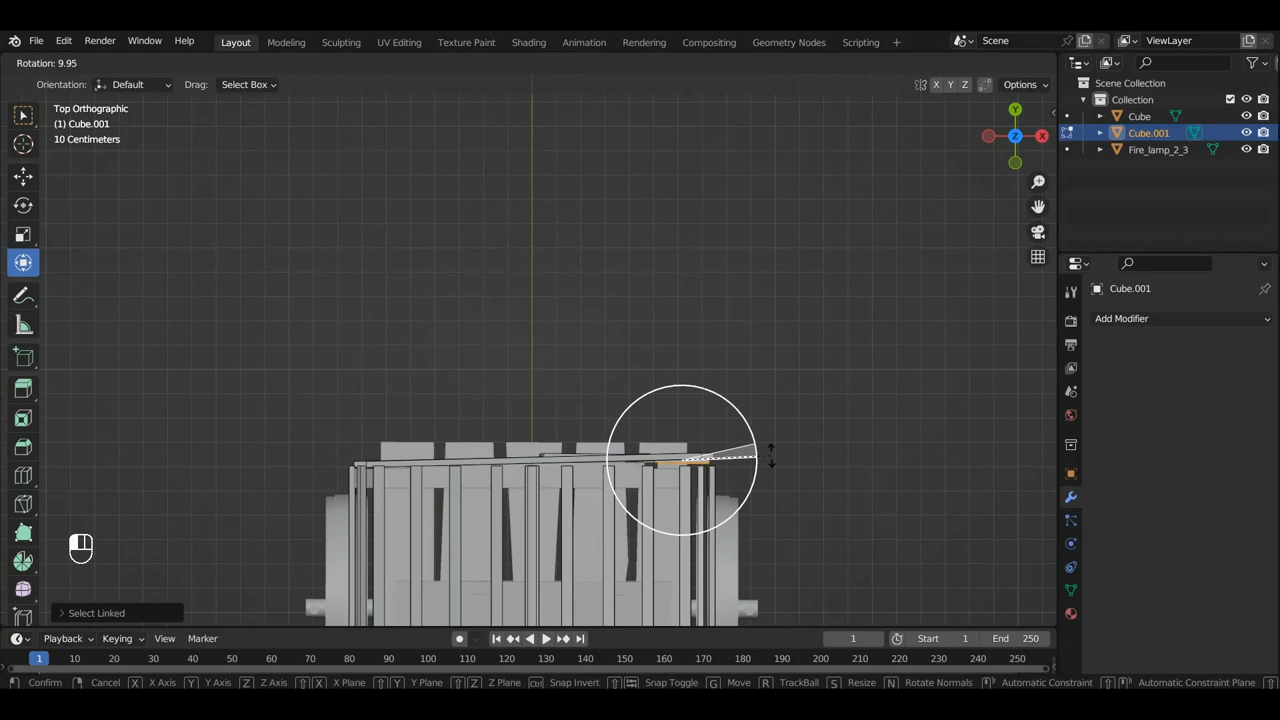 File Edit Render Window Help Layout Modeling Sculpting UV Editing Texture Paint Shading Animation Rendering Compositing Geometry Nodes Scripting + Scene ViewLayer
Rotation: 9.95
Orientation: Default Drag: Select Box X Y Z Options
Top Orthographic
(1) Cube.001
10 Centimeters
Y
Z
X
Scene Collection
Collection
Cube
Cube.001
Fire_lamp_2_3
Cube.001
Add Modifier
Select Linked
Playback Keying View Marker 1 Start 1 End 250
1 10 20 30 40 50 60 70 80 90 100 110 120 130 140 150 160 170 180 190 200 210 220 230 240 250
Confirm Cancel X X Axis Y Y Axis Z Z Axis X X Plane Y Y Plane Z Z Plane Ctrl Snap Invert Snap Toggle G Move R TrackBall S Resize N Rotate Normals Automatic Constraint Automatic Constraint Plane